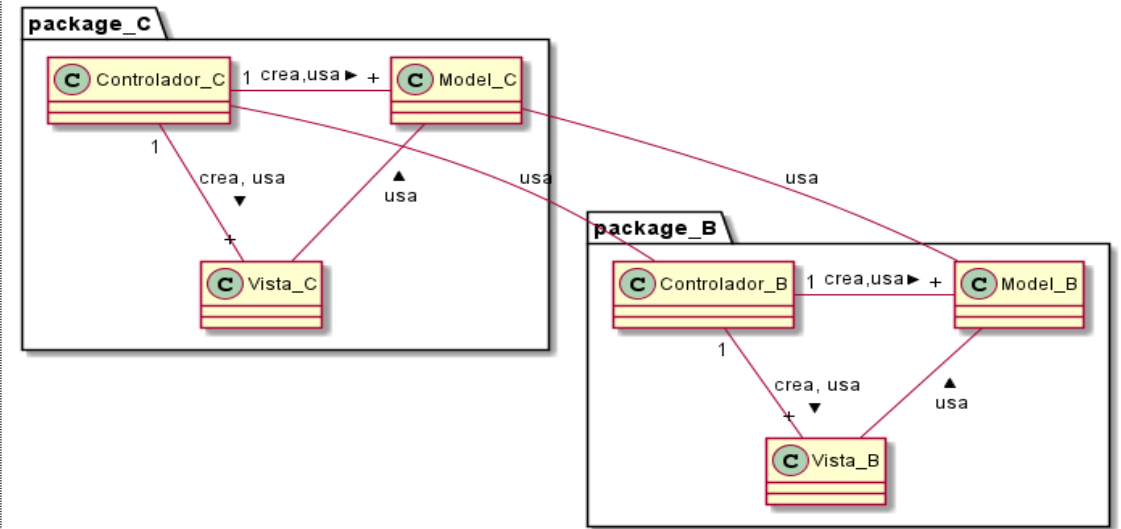 package_C
C Controlador_C
1 crea,usa ► +
C Model_C
1
crea, usa
▼
+
▲
usa
C Vista_C
usa
usa
package_B
C Controlador_B
1 crea,usa ► +
C Model_B
1
crea, usa
▼
+
▲
usa
C Vista_B